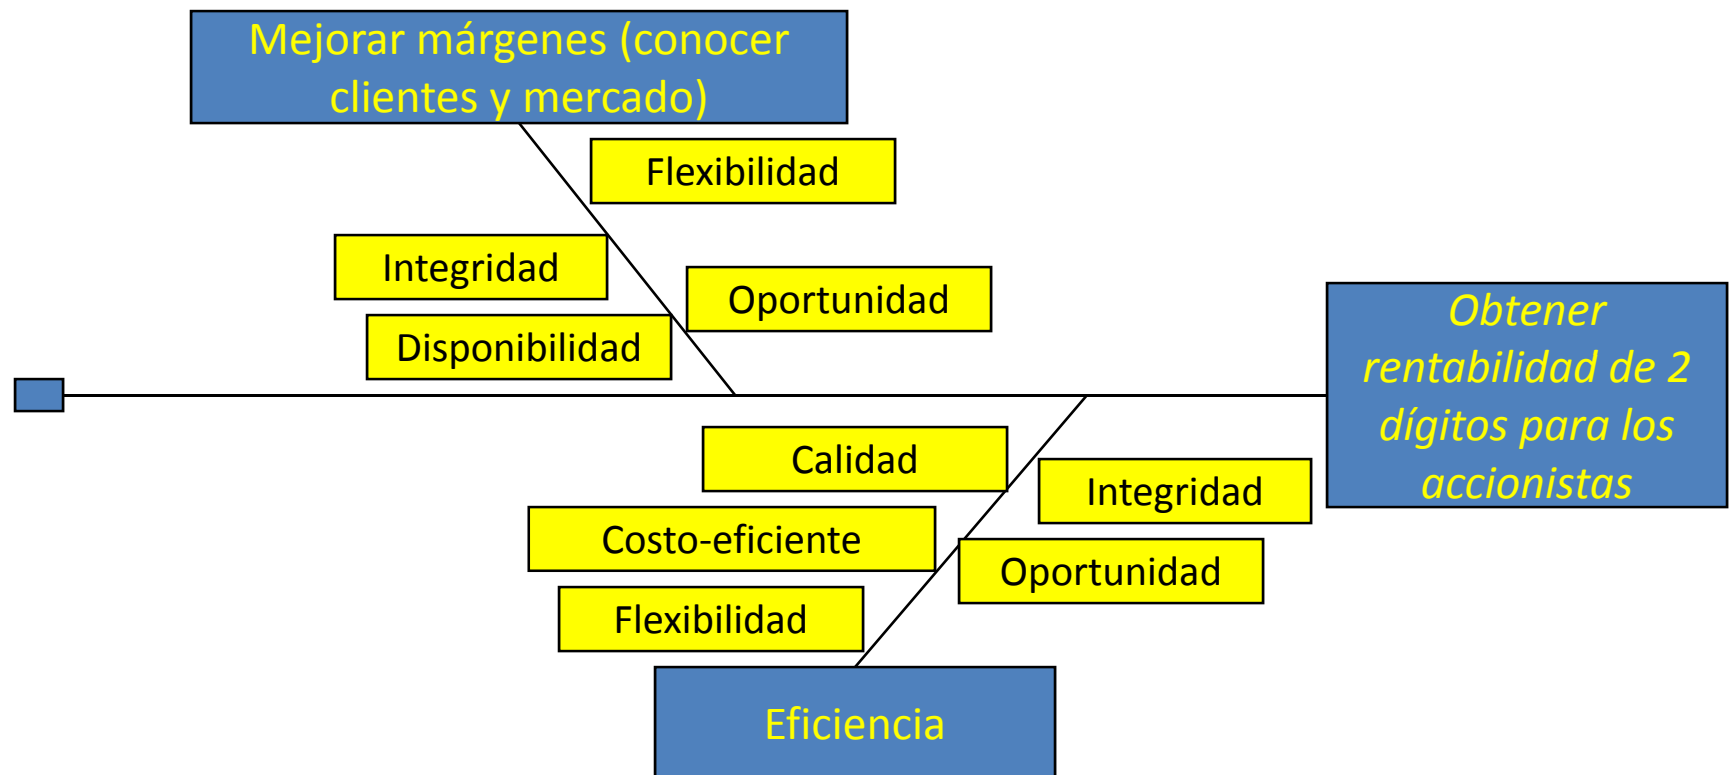 Mejorar márgenes (conocer
clientes y mercado)
Flexibilidad
Integridad
Oportunidad
Disponibilidad
Obtener
rentabilidad de 2
dígitos para los
accionistas
Calidad
Integridad
Costo-eficiente
Oportunidad
Flexibilidad
Eficiencia